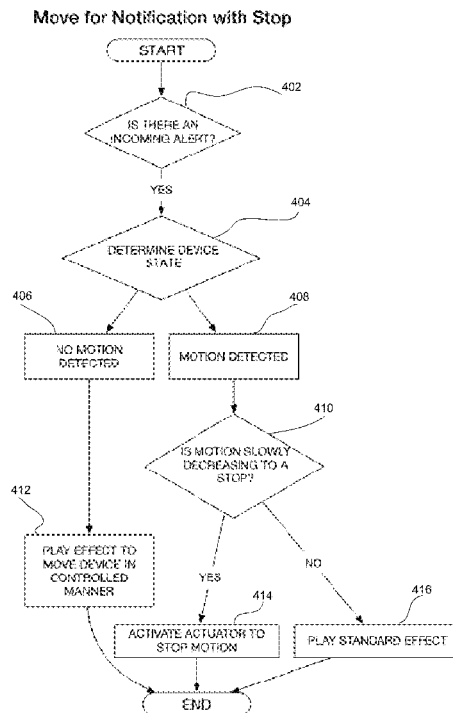 Move for Notification with Stop
START
402
IS THERE AN
INCOMING ALERT?
YES
404
DETERMINE DEVICE
STATE
406
408
NO MOTION
DETECTED
MOTION DETECTED
410
IS MOTION SLOWLY
DECREASING TO A
STOP?
412
PLAY EFFECT TO
MOVE DEVICE IN
CONTROLLED
MANNER
YES
NO
414
416
ACTIVATE ACTUATOR TO
STOP MOTION
PLAY STANDARD EFFECT
END